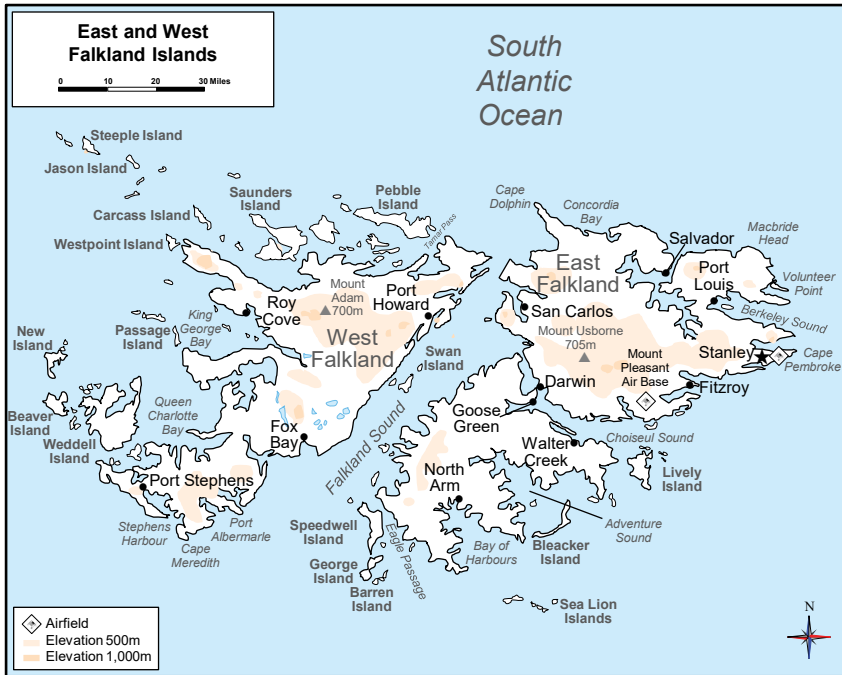 East and West
Falkland Islands
0 10 20 30 Miles
South
Atlantic
Ocean
Steeple Island
Jason Island
Carcass Island
Westpoint Island
Saunders
Island
Pebble
Island
Tamar Pass
Cape
Dolphin
Concordia
Bay
Salvador
Macbride
Head
Port
Louis
Volunteer
Point
Berkeley Sound
East
Falkland
San Carlos
Mount Usborne
705m
Mount
Pleasant
Air Base
Stanley
Cape
Pembroke
Fitzroy
Mount
Adam
700m
Port
Howard
Roy
Cove
King
George
Bay
West
Falkland
Passage
Island
New
Island
Swan
Island
Darwin
Goose
Green
Choiseul Sound
Walter
Creek
Lively
Island
Beaver
Island
Weddell
Island
Queen
Charlotte
Bay
Fox
Bay
Falkland Sound
North
Arm
Port Stephens
Stephens
Harbour
Cape
Meredith
Port
Albermarle
Speedwell
Island
George
Island
Barren
Island
Eagle Passage
Bay of
Harbours
Bleacker
Island
Adventure
Sound
Sea Lion
Islands
Airfield
Elevation 500m
Elevation 1,000m
N